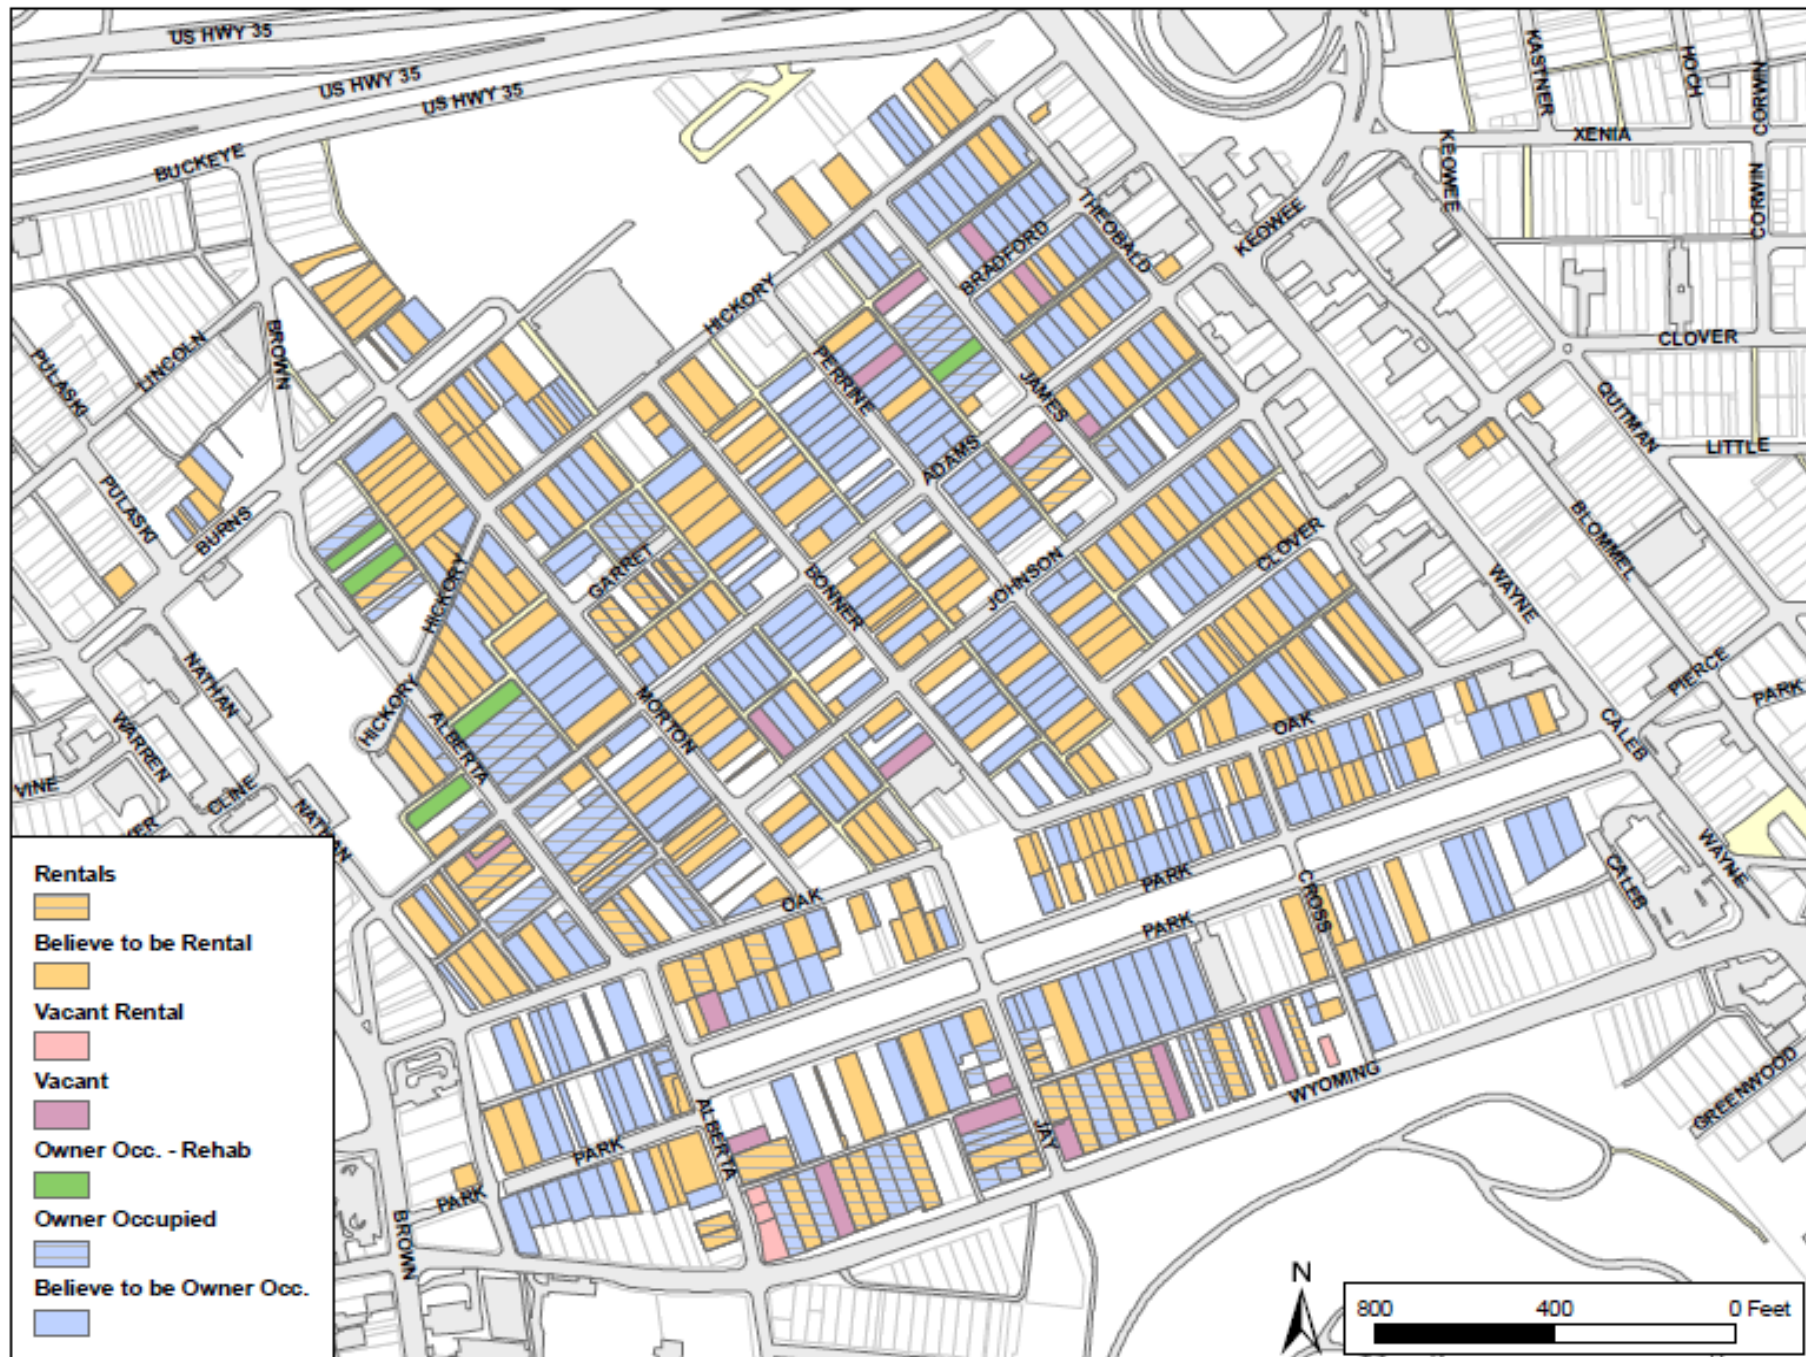 US HWY 35
US HWY 35
US HWY 35
BUCKEYE
KASTNER
HOCH
CORWIN
XENIA
KEOWEE
CORWIN
KEOWEE
THEOBALD
BRADFORD
HICKORY
LINCOLN
BROWN
PULASKI
PERRINE
JAMES
CLOVER
QUITMAN
LITTLE
ADAMS
PULASKI
BURNS
BLOMMEL
CLOVER
HICKORY
GARRET
BONNER
JOHNSON
WAYNE
NATHAN
WARREN
HICKORY
ALBERTA
MORTON
OAK
PIERCE
PARK
CALEB
VINE
CLINE
NATHAN
KER
WAYNE
PARK
CALEB
CROSS
OAK
PARK
WYOMING
GREENWOOD
JAY
ALBERTA
PARK
PARK
BROWN
Rentals
Believe to be Rental
Vacant Rental
Vacant
Owner Occ. - Rehab
Owner Occupied
Believe to be Owner Occ.
N
800 400 0 Feet